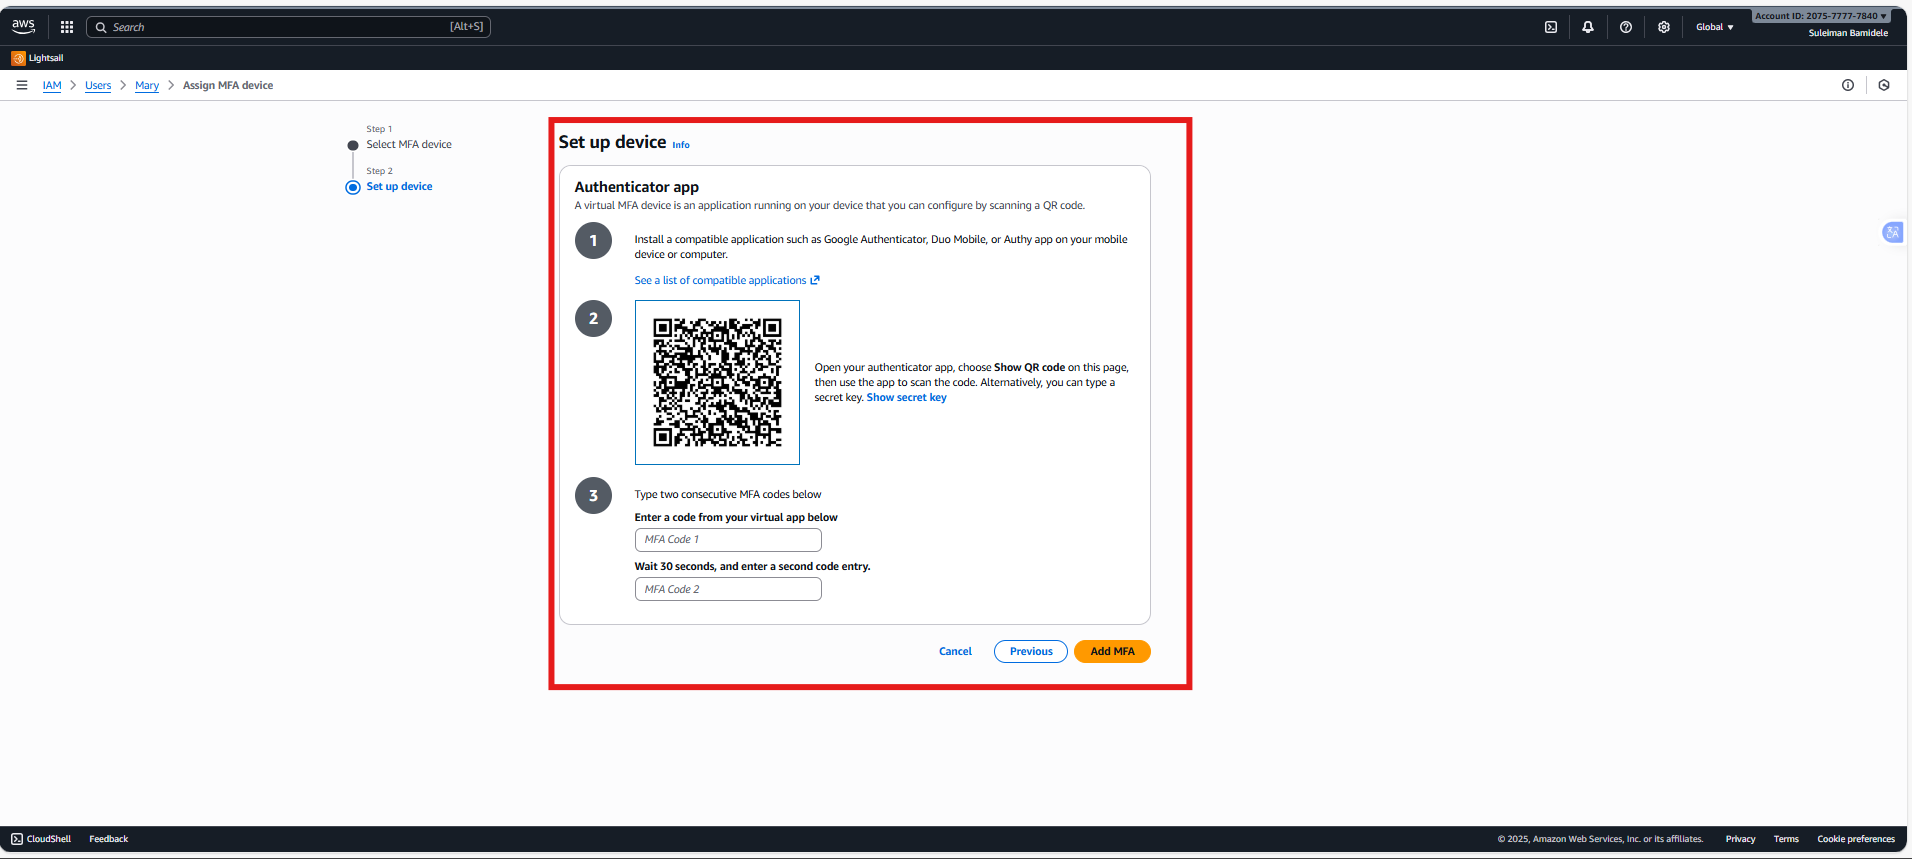 aws
Search
[Alt+S]
Global
Account ID: 2075-7777-7840
Suleiman Bamidele
Lightsail
IAM
Users
Mary
Assign MFA device
Step 1
Select MFA device
Step 2
Set up device
Set up device Info
Authenticator app
A virtual MFA device is an application running on your device that you can configure by scanning a QR code.
1
Install a compatible application such as Google Authenticator, Duo Mobile, or Authy app on your mobile
device or computer.
See a list of compatible applications
2
Open your authenticator app, choose Show QR code on this page,
then use the app to scan the code. Alternatively, you can type a
secret key. Show secret key
3
Type two consecutive MFA codes below
Enter a code from your virtual app below
MFA Code 1
Wait 30 seconds, and enter a second code entry.
MFA Code 2
Cancel
Previous
Add MFA
CloudShell
Feedback
© 2025, Amazon Web Services, Inc. or its affiliates.
Privacy
Terms
Cookie preferences